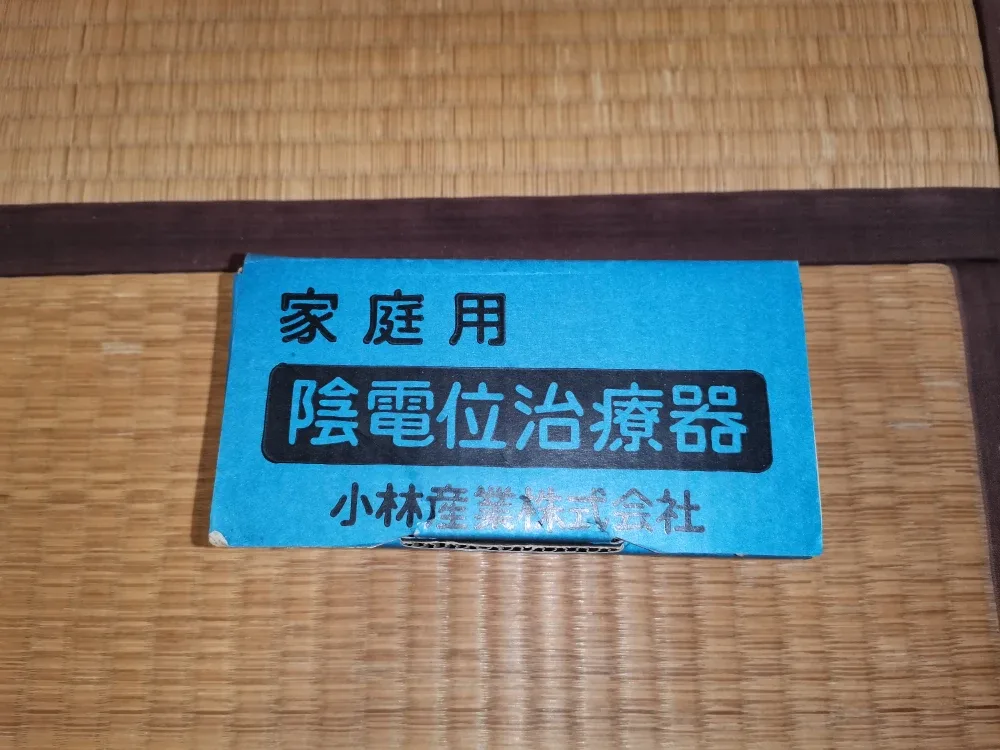 家庭用
陰電位治療器
小林産業株式会社